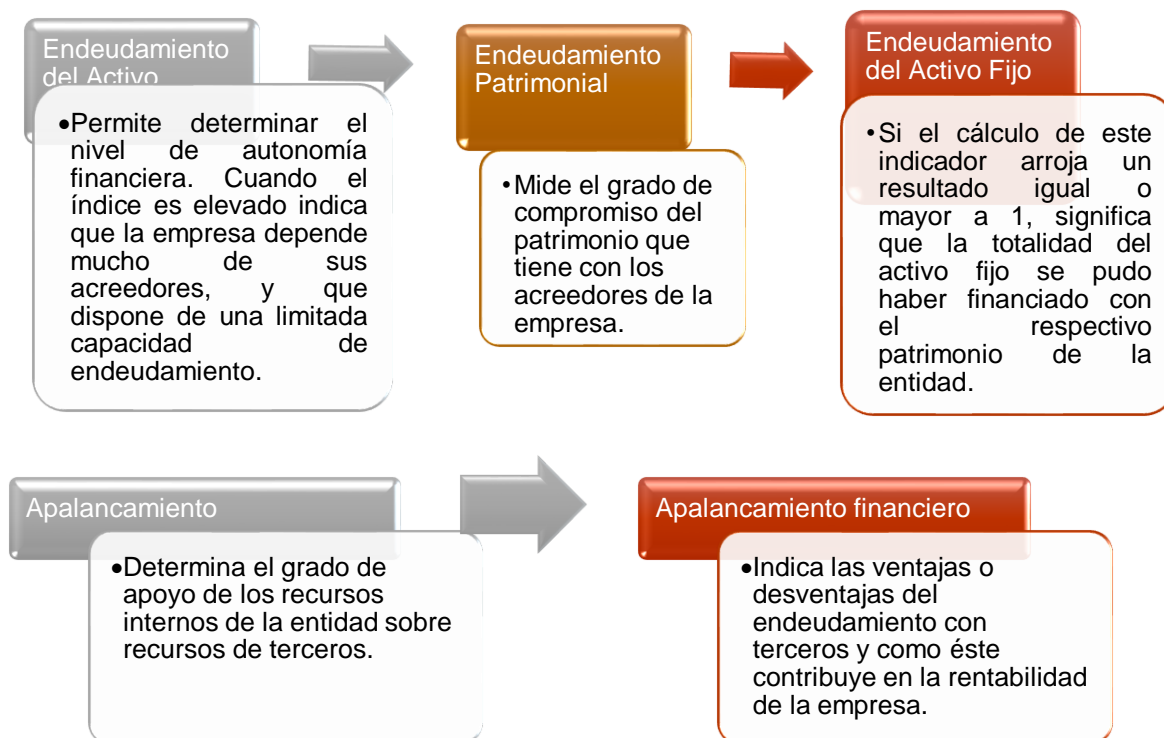 Endeudamiento
del Activo
•Permite determinar el
nivel de autonomía
financiera. Cuando el
índice es elevado indica
que la empresa depende
mucho de sus
acreedores, y que
dispone de una limitada
capacidad de
endeudamiento.
Endeudamiento
Patrimonial
•Mide el grado de
compromiso del
patrimonio que
tiene con los
acreedores de la
empresa.
Endeudamiento
del Activo Fijo
•Si el cálculo de este
indicador arroja un
resultado igual o
mayor a 1, significa
que la totalidad del
activo fijo se pudo
haber financiado con
el respectivo
patrimonio de la
entidad.
Apalancamiento
•Determina el grado de
apoyo de los recursos
internos de la entidad sobre
recursos de terceros.
Apalancamiento financiero
•Indica las ventajas o
desventajas del
endeudamiento con
terceros y como éste
contribuye en la rentabilidad
de la empresa.